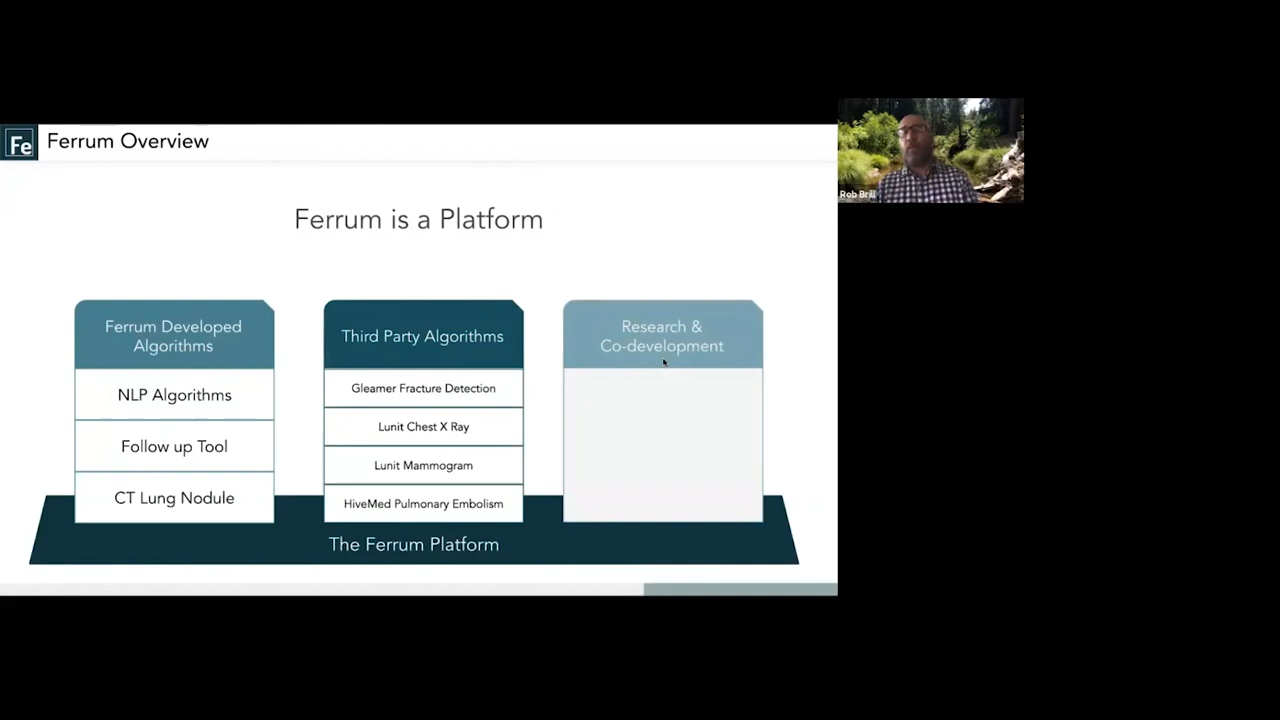 Fe
Ferrum Overview
Ferrum is a Platform
Ferrum Developed
Algorithms
NLP Algorithms
Follow up Tool
CT Lung Nodule
Third Party Algorithms
Gleamer Fracture Detection
Lunit Chest X Ray
Lunit Mammogram
HiveMed Pulmonary Embolism
Research &
Co-development
The Ferrum Platform
Rob Brill